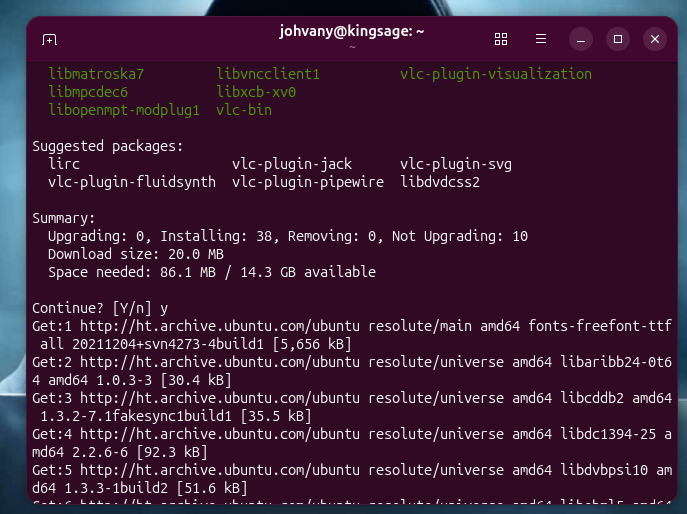 johvany@kingsage: ~
~
libmatroska7 libvncclient1 vlc-plugin-visualization
libmpcdec6 libxcb-xv0
libopenmpt-modplug1 vlc-bin
Suggested packages:
lirc vlc-plugin-jack vlc-plugin-svg
vlc-plugin-fluidsynth vlc-plugin-pipewire libdvdcss2
Summary:
Upgrading: 0, Installing: 38, Removing: 0, Not Upgrading: 10
Download size: 20.0 MB
Space needed: 86.1 MB / 14.3 GB available
Continue? [Y/n] y
Get:1 http://ht.archive.ubuntu.com/ubuntu resolute/main amd64 fonts-freefont-ttf
all 20211204+svn4273-4build1 [5,656 kB]
Get:2 http://ht.archive.ubuntu.com/ubuntu resolute/universe amd64 libaribb24-0t6
4 amd64 1.0.3-3 [30.4 kB]
Get:3 http://ht.archive.ubuntu.com/ubuntu resolute/universe amd64 libcddb2 amd64
1.3.2-7.1fakesync1build1 [35.5 kB]
Get:4 http://ht.archive.ubuntu.com/ubuntu resolute/universe amd64 libdc1394-25 a
md64 2.2.6-6 [92.3 kB]
Get:5 http://ht.archive.ubuntu.com/ubuntu resolute/universe amd64 libdvbpsi10 am
d64 1.3.3-1build2 [51.6 kB]